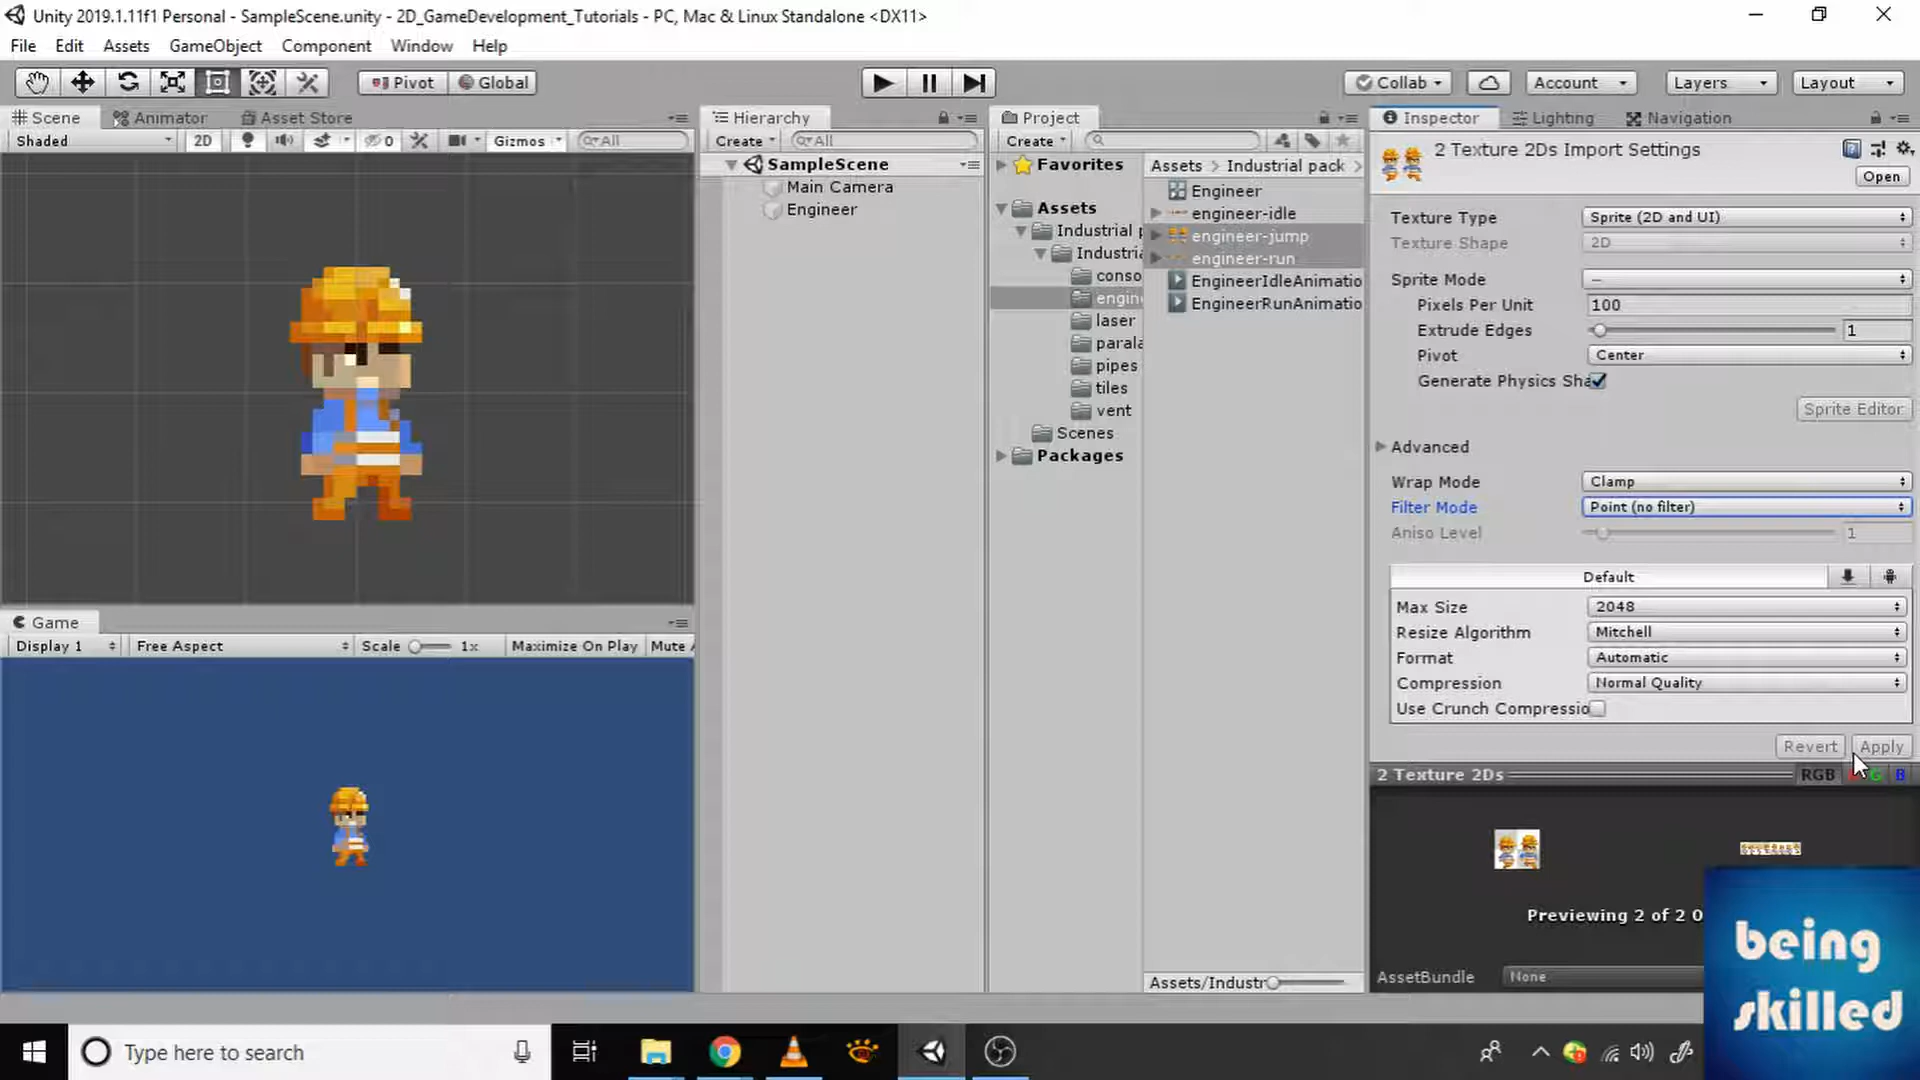 Unity 2019.1.11f1 Personal - SampleScene.unity - 2D_GameDevelopment_Tutorials - PC, Mac & Linux Standalone <DX11>
File Edit Assets GameObject Component Window Help
Pivot Global Collab Account Layers Layout
Scene Animator Asset Store
Shaded 2D 0 Gizmos All
Hierarchy
Create All
SampleScene
Main Camera
Engineer
Project
Create
Favorites
Assets
Industrial p
Industria
conso
engine
laser
parala
pipes
tiles
vent
Scenes
Packages
Assets > Industrial pack >
Engineer
engineer-idle
engineer-jump
engineer-run
EngineerIdleAnimatio
EngineerRunAnimatio
Assets/Industr
Inspector Lighting Navigation
2 Texture 2Ds Import Settings
Open
Texture Type Sprite (2D and UI)
Texture Shape 2D
Sprite Mode —
Pixels Per Unit 100
Extrude Edges 1
Pivot Center
Generate Physics Sha
Sprite Editor
Advanced
Wrap Mode Clamp
Filter Mode Point (no filter)
Aniso Level 1
Default
Max Size 2048
Resize Algorithm Mitchell
Format Automatic
Compression Normal Quality
Use Crunch Compressio
Revert Apply
2 Texture 2Ds RGB G B
Previewing 2 of 2 O
AssetBundle None
Game
Display 1 Free Aspect Scale 1x Maximize On Play Mute
being
skilled
Type here to search